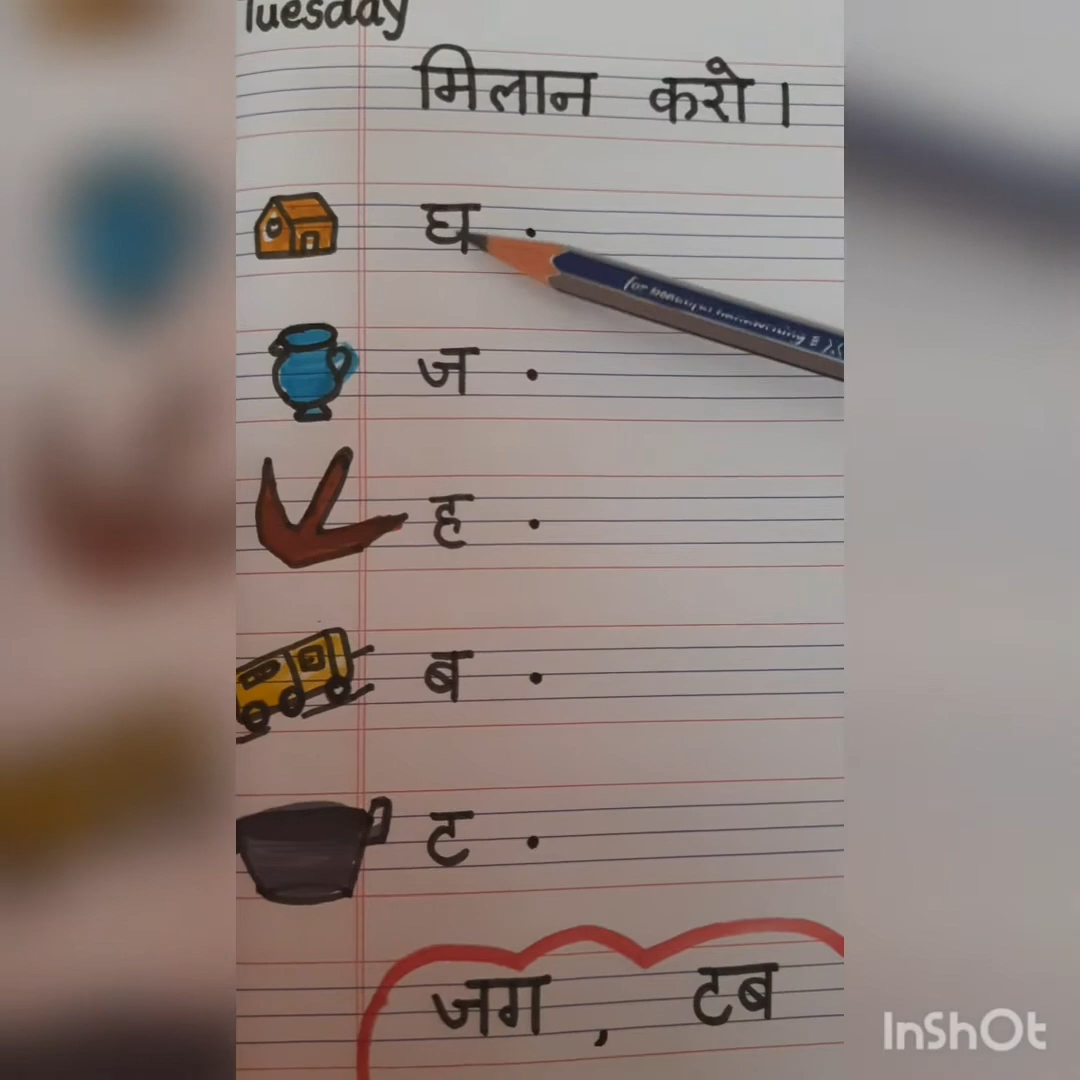 Tuesday
मिलान करो ।
घ .
ज .
ह .
ब .
ट .
जग , टब
InShOt